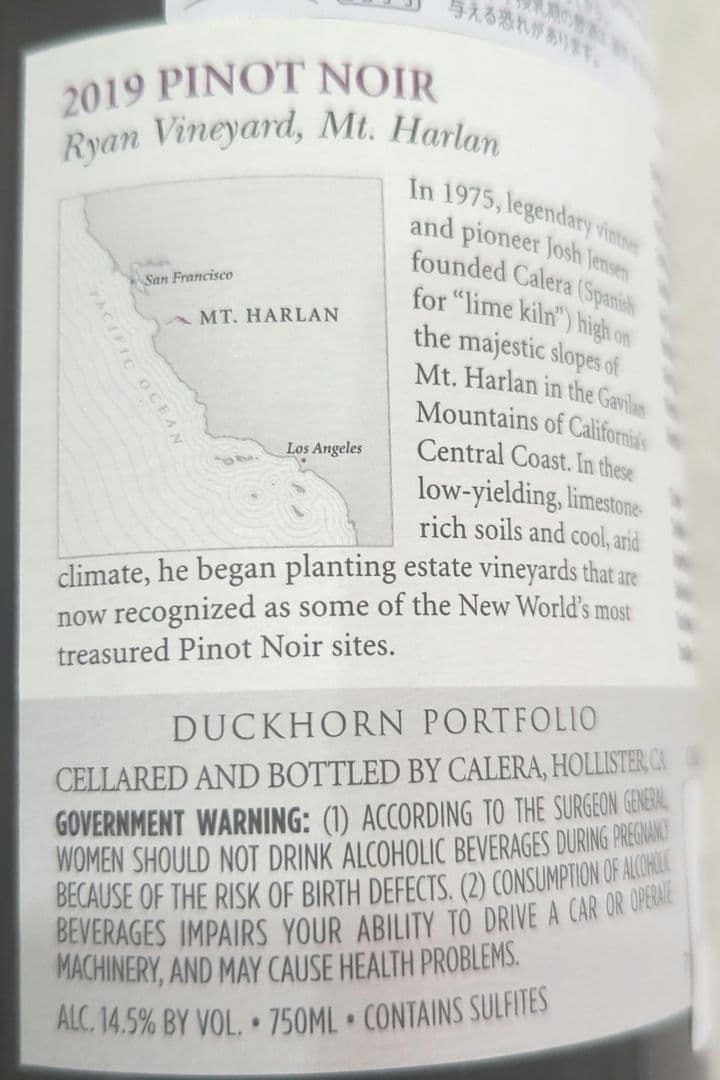 与える恐れがあります。
2019 PINOT NOIR
Ryan Vineyard, Mt. Harlan
San Francisco
MT. HARLAN
PACIFIC OCEAN
Los Angeles
In 1975, legendary vintner
and pioneer Josh Jensen
founded Calera (Spanish
for “lime kiln”) high on
the majestic slopes of
Mt. Harlan in the Gavilan
Mountains of California's
Central Coast. In these
low-yielding, limestone-
rich soils and cool, arid
climate, he began planting estate vineyards that are
now recognized as some of the New World's most
treasured Pinot Noir sites.
DUCKHORN PORTFOLIO
CELLARED AND BOTTLED BY CALERA, HOLLISTER, CA
GOVERNMENT WARNING: (1) ACCORDING TO THE SURGEON GENERAL,
WOMEN SHOULD NOT DRINK ALCOHOLIC BEVERAGES DURING PREGNANCY
BECAUSE OF THE RISK OF BIRTH DEFECTS. (2) CONSUMPTION OF ALCOHOLIC
BEVERAGES IMPAIRS YOUR ABILITY TO DRIVE A CAR OR OPERATE
MACHINERY, AND MAY CAUSE HEALTH PROBLEMS.
ALC. 14.5% BY VOL. • 750ML • CONTAINS SULFITES